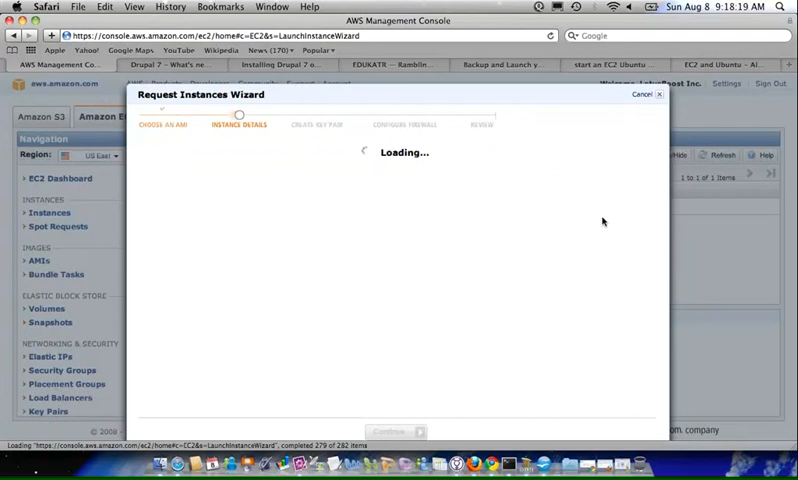 Safari File Edit View History Bookmarks Window Help Sun Aug 8 9:18:19 AM
AWS Management Console
https://console.aws.amazon.com/ec2/home#c=EC2&s=LaunchInstanceWizard
Google
Apple Yahoo! Google Maps YouTube Wikipedia News (170) Popular
AWS Management Co... Drupal 7 – What's ne... Installing Drupal 7 o... EDUKATR — Ramblin... Backup and Launch y... start an EC2 Ubuntu ... EC2 and Ubuntu – Al...
aws.amazon.com
Settings Sign Out
Request Instances Wizard
Cancel x
Amazon S3
CHOOSE AN AMI INSTANCE DETAILS CREATE KEY PAIR CONFIGURE FIREWALL REVIEW
Navigation
Region: US East
Loading...
/Hide Refresh Help
1 to 1 of 1 Items
EC2 Dashboard
INSTANCES
Instances
Spot Requests
IMAGES
AMIs
Bundle Tasks
ELASTIC BLOCK STORE
Volumes
Snapshots
NETWORKING & SECURITY
Elastic IPs
Security Groups
Placement Groups
Load Balancers
Key Pairs
Continue
© 2008
om. company
Loading "https://console.aws.amazon.com/ec2/home#c=EC2&s=LaunchInstanceWizard", completed 279 of 282 items